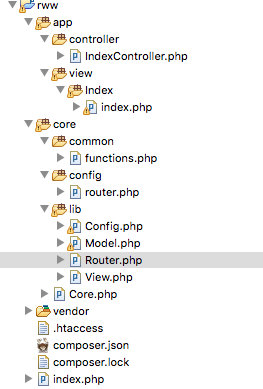 rww
app
controller
IndexController.php
view
Index
index.php
core
common
functions.php
config
router.php
lib
Config.php
Model.php
Router.php
View.php
Core.php
vendor
.htaccess
composer.json
composer.lock
index.php